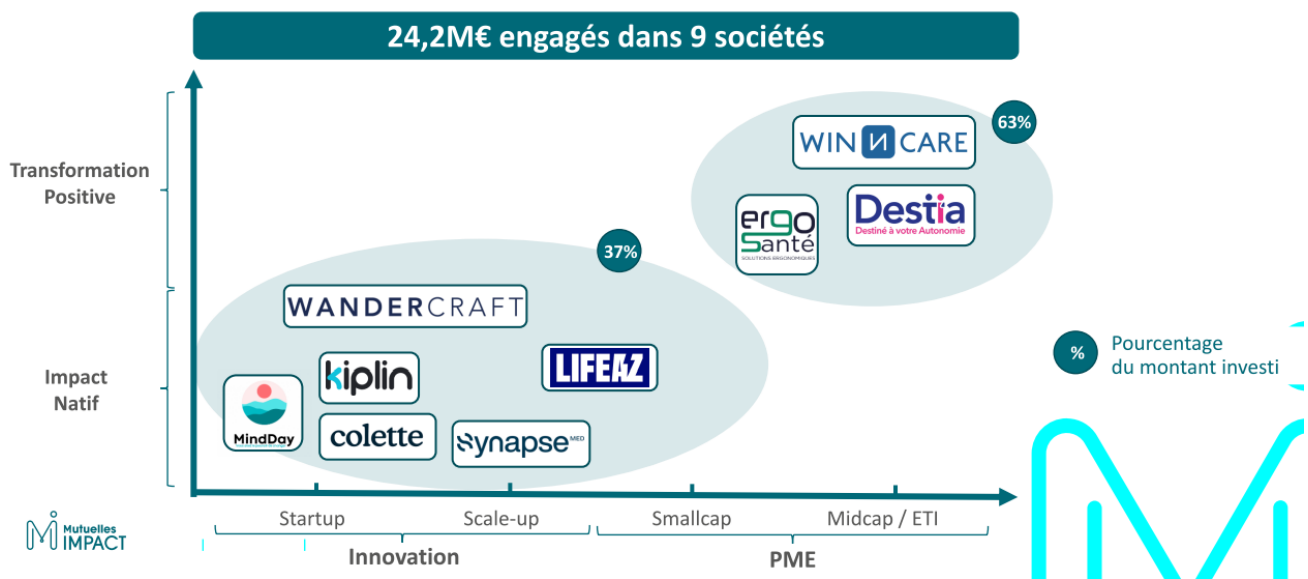 24,2M€ engagés dans 9 sociétés
Transformation
Positive
63%
WIN N CARE
ergo
Santé
SOLUTIONS ERGONOMIQUES
Destia
Destiné à votre Autonomie
37%
WANDERCRAFT
Impact
Natif
kiplin
LIFEAZ
MindDay
colette
synapse MED
% Pourcentage
du montant investi
Startup Scale-up Smallcap Midcap / ETI
Innovation PME
Mutuelles
IMPACT